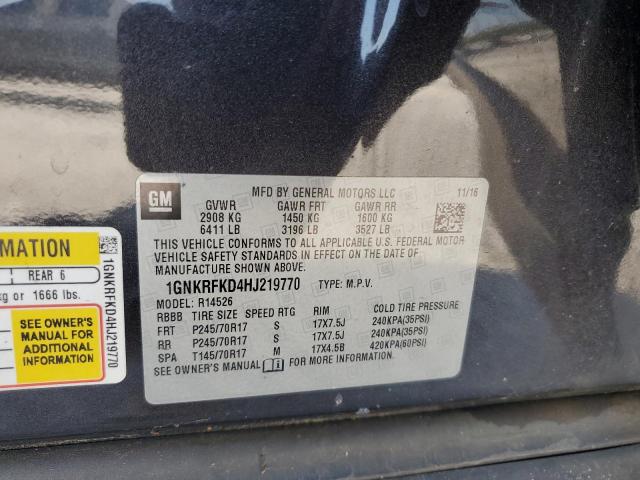 GM
MFD BY GENERAL MOTORS LLC 11/16
GVWR GAWR FRT GAWR RR
2908 KG 1450 KG 1600 KG
6411 LB 3196 LB 3527 LB
THIS VEHICLE CONFORMS TO ALL APPLICABLE U.S. FEDERAL MOTOR
VEHICLE SAFETY STANDARDS IN EFFECT ON THE DATE OF
MANUFACTURE SHOWN ABOVE.
1GNKRFKD4HJ219770 TYPE: M.P.V.
MODEL: R14526
RBBB TIRE SIZE SPEED RTG RIM COLD TIRE PRESSURE
FRT P245/70R17 S 17X7.5J 240KPA(35PSI)
RR P245/70R17 S 17X7.5J 240KPA(35PSI)
SPA T145/70R17 M 17X4.5B 420KPA(60PSI)
SEE OWNER'S MANUAL FOR MORE INFORMATION.
MATION
REAR 6
kg or 1666 lbs.
SEE OWNER'S
MANUAL FOR
ADDITIONAL
INFORMATION
1GNKRFKD4HJ219770